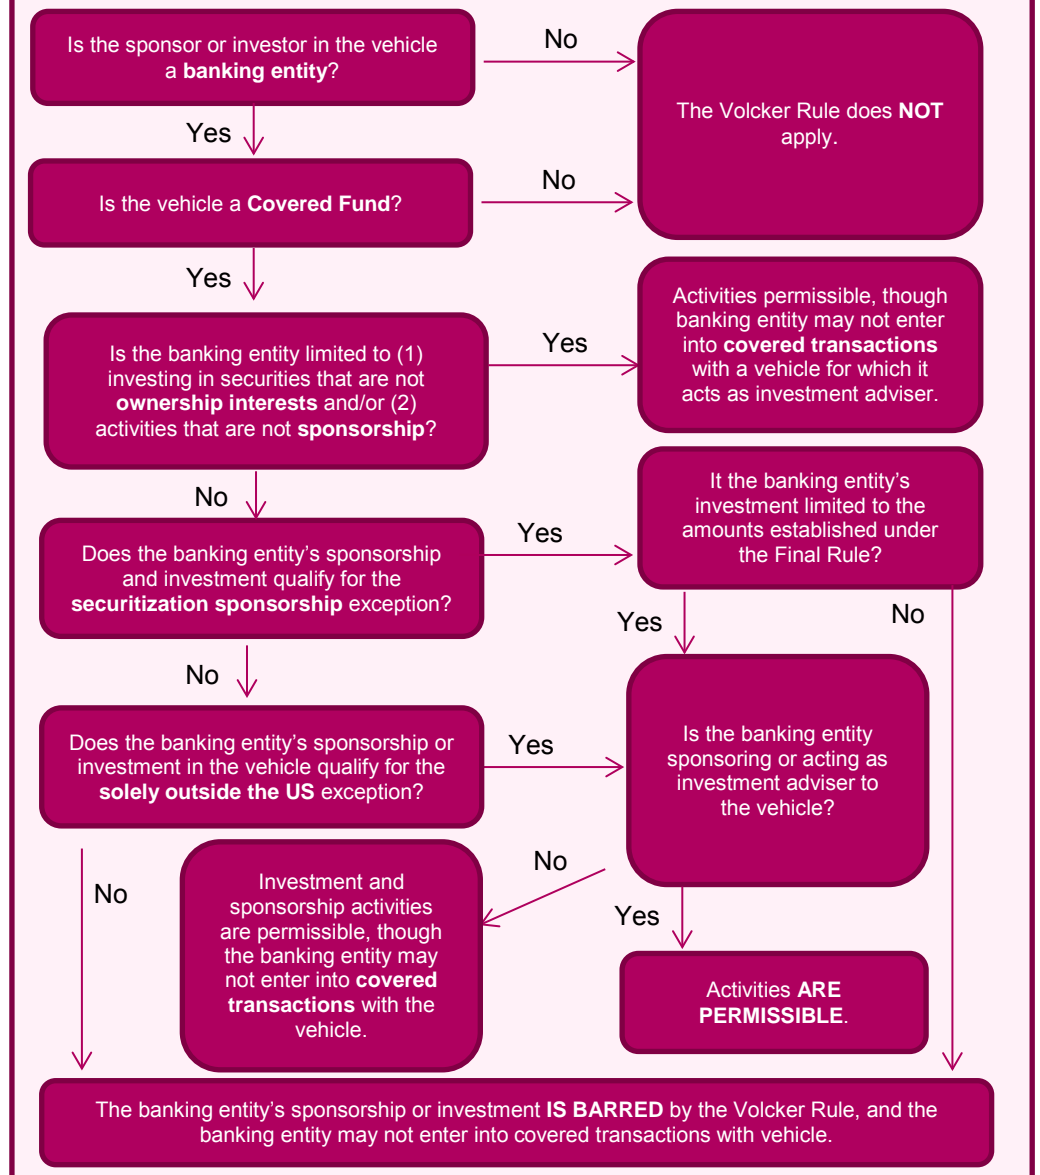 Is the sponsor or investor in the vehicle
a banking entity?
No
The Volcker Rule does NOT
apply.
Yes
Is the vehicle a Covered Fund?
No
Yes
Is the banking entity limited to (1)
investing in securities that are not
ownership interests and/or (2)
activities that are not sponsorship?
Yes
Activities permissible, though
banking entity may not enter
into covered transactions
with a vehicle for which it
acts as investment adviser.
No
Does the banking entity’s sponsorship
and investment qualify for the
securitization sponsorship exception?
Yes
It the banking entity’s
investment limited to the
amounts established under
the Final Rule?
Yes
No
No
Does the banking entity’s sponsorship or
investment in the vehicle qualify for the
solely outside the US exception?
Yes
Is the banking entity
sponsoring or acting as
investment adviser to
the vehicle?
No
No
Investment and
sponsorship activities
are permissible, though
the banking entity may
not enter into covered
transactions with the
vehicle.
Yes
Activities ARE
PERMISSIBLE.
The banking entity’s sponsorship or investment IS BARRED by the Volcker Rule, and the
banking entity may not enter into covered transactions with vehicle.